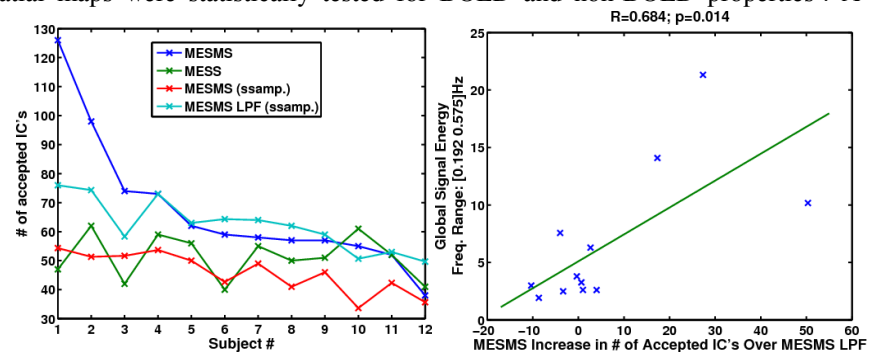 spatial maps were statistically tested for BOLD and non-BOLD properties
R=0.684; p=0.014
130
120
110
100
90
80
70
60
50
40
30
# of accepted IC's
MESMS
MESS
MESMS (ssamp.)
MESMS LPF (ssamp.)
1 2 3 4 5 6 7 8 9 10 11 12
Subject #
25
20
15
10
5
0
Global Signal Energy
Freq. Range: [0.192 0.575]Hz
-20 -10 0 10 20 30 40 50 60
MESMS Increase in # of Accepted IC's Over MESMS LPF